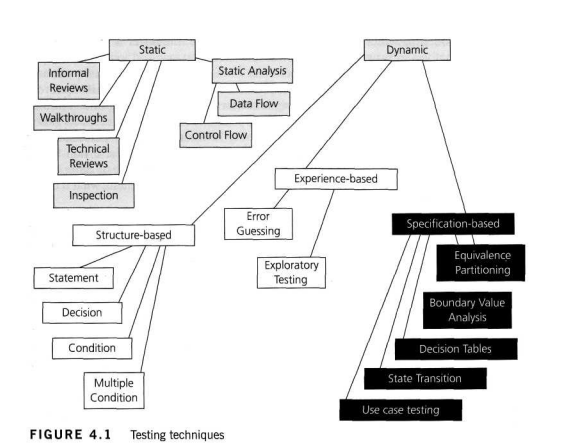 Static
Dynamic
Informal
Reviews
Static Analysis
Data Flow
Walkthroughs
Control Flow
Technical
Reviews
Inspection
Experience-based
Error
Guessing
Specification-based
Structure-based
Equivalence
Partitioning
Exploratory
Testing
Statement
Boundary Value
Analysis
Decision
Condition
Decision Tables
State Transition
Multiple
Condition
Use case testing
FIGURE 4.1 Testing techniques